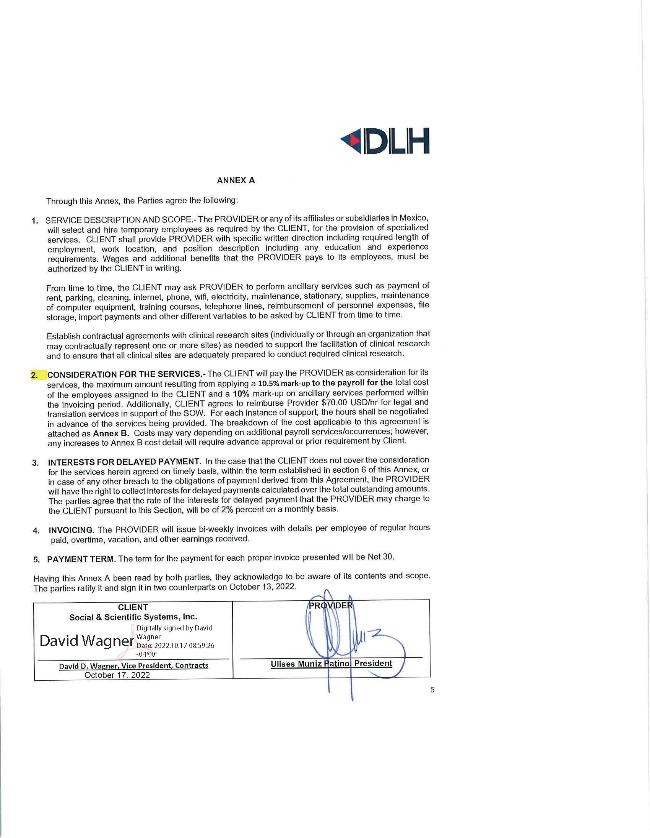 DLH
ANNEX A
Through this Annex, the Parties agree the following:
1. SERVICE DESCRIPTION AND SCOPE.- The PROVIDER or any of its affiliates or subsidiaries in Mexico,
will select and hire temporary employees as required by the CLIENT, for the provision of specialized
services. CLIENT shall provide PROVIDER with specific written direction including required length of
employment, work location, and position description including any education and experience
requirements. Wages and additional benefits that the PROVIDER pays to its employees, must be
authorized by the CLIENT in writing.
From time to time, the CLIENT may ask PROVIDER to perform ancillary services such as payment of
rent, parking, cleaning, internet, phone, wifi, electricity, maintenance, stationary, supplies, maintenance
of computer equipment, training courses, telephone lines, reimbursement of personnel expenses, file
storage, import payments and other different variables to be asked by CLIENT from time to time.
Establish contractual agreements with clinical research sites (individually or through an organization that
may contractually represent one or more sites) as needed to support the facilitation of clinical research
and to ensure that all clinical sites are adequately prepared to conduct required clinical research.
2. CONSIDERATION FOR THE SERVICES.- The CLIENT will pay the PROVIDER as consideration for its
services, the maximum amount resulting from applying a 10.5% mark-up to the payroll for the total cost
of the employees assigned to the CLIENT and a 10% mark-up on ancillary services performed within
the invoicing period. Additionally, CLIENT agrees to reimburse Provider $70.00 USD/hr for legal and
translation services in support of the SOW. For each instance of support, the hours shall be negotiated
in advance of the services being provided. The breakdown of the cost applicable to this agreement is
attached as Annex B. Costs may vary depending on additional payroll services/occurrences; however,
any increases to Annex B cost detail will require advance approval or prior requirement by Client.
3. INTERESTS FOR DELAYED PAYMENT. In the case that the CLIENT does not cover the consideration
for the services herein agreed on timely basis, within the term established in section 6 of this Annex, or
in case of any other breach to the obligations of payment derived from this Agreement, the PROVIDER
will have the right to collect interests for delayed payments calculated over the total outstanding amounts.
The parties agree that the rate of the interests for delayed payment that the PROVIDER may charge to
the CLIENT pursuant to this Section, will be of 2% percent on a monthly basis.
4. INVOICING. The PROVIDER will issue bi-weekly invoices with details per employee of regular hours
paid, overtime, vacation, and other earnings received.
5. PAYMENT TERM. The term for the payment for each proper invoice presented will be Net 30.
Having this Annex A been read by both parties, they acknowledge to be aware of its contents and scope.
The parties ratify it and sign it in two counterparts on October 13, 2022.
CLIENT
Social & Scientific Systems, Inc.
David Wagner
Digitally signed by David
Wagner
Date: 2022.10.17 08:59:26
-04'00'
David D. Wagner, Vice President, Contracts
October 17, 2022
PROVIDER
Ulises Muniz Patino, President
5